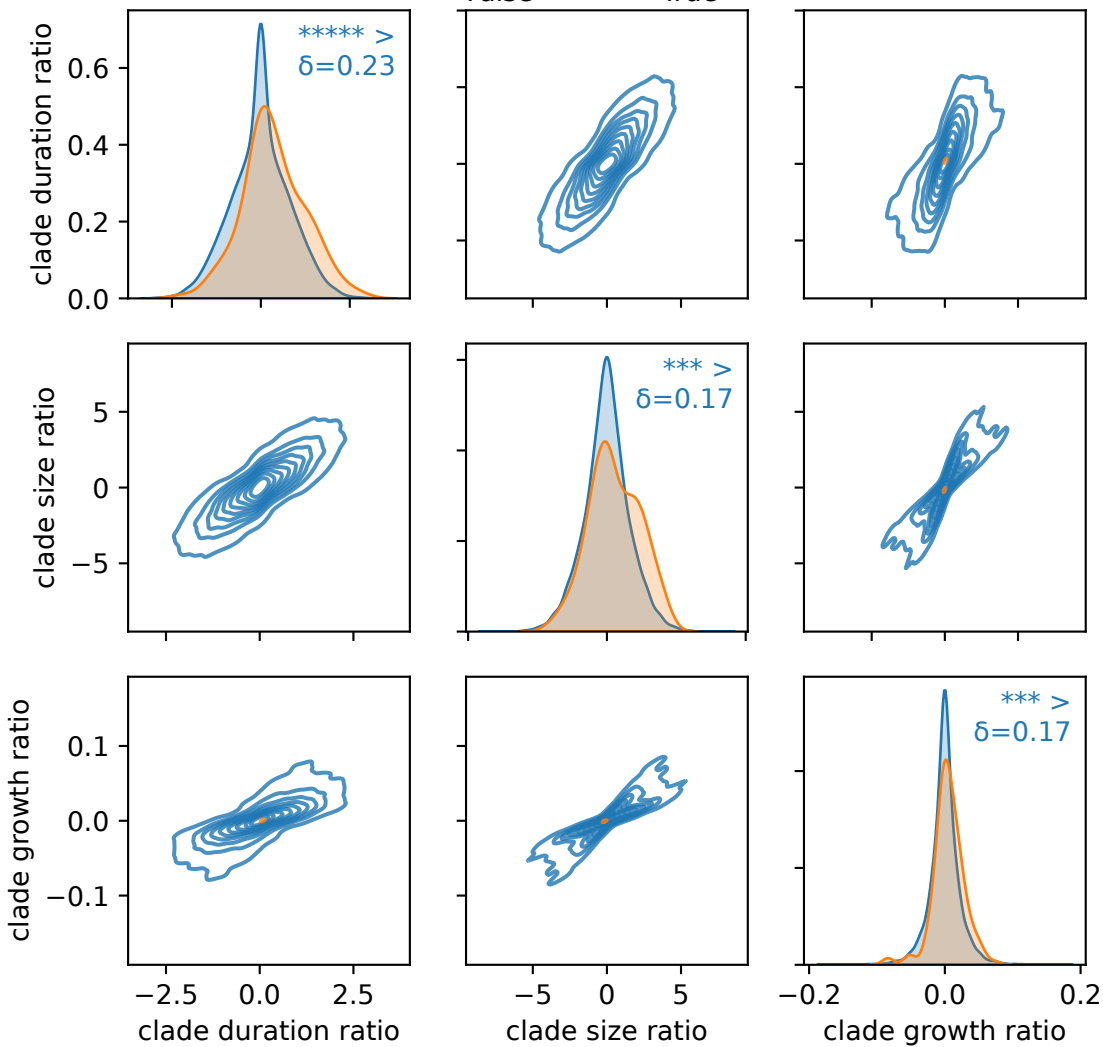 clade duration ratio
0.6
0.4
0.2
0.0
***** >
δ=0.23
clade size ratio
5
0
−5
*** >
δ=0.17
clade growth ratio
0.1
0.0
−0.1
*** >
δ=0.17
−2.5 0.0 2.5
−5 0 5
−0.2 0.0 0.2
clade duration ratio
clade size ratio
clade growth ratio